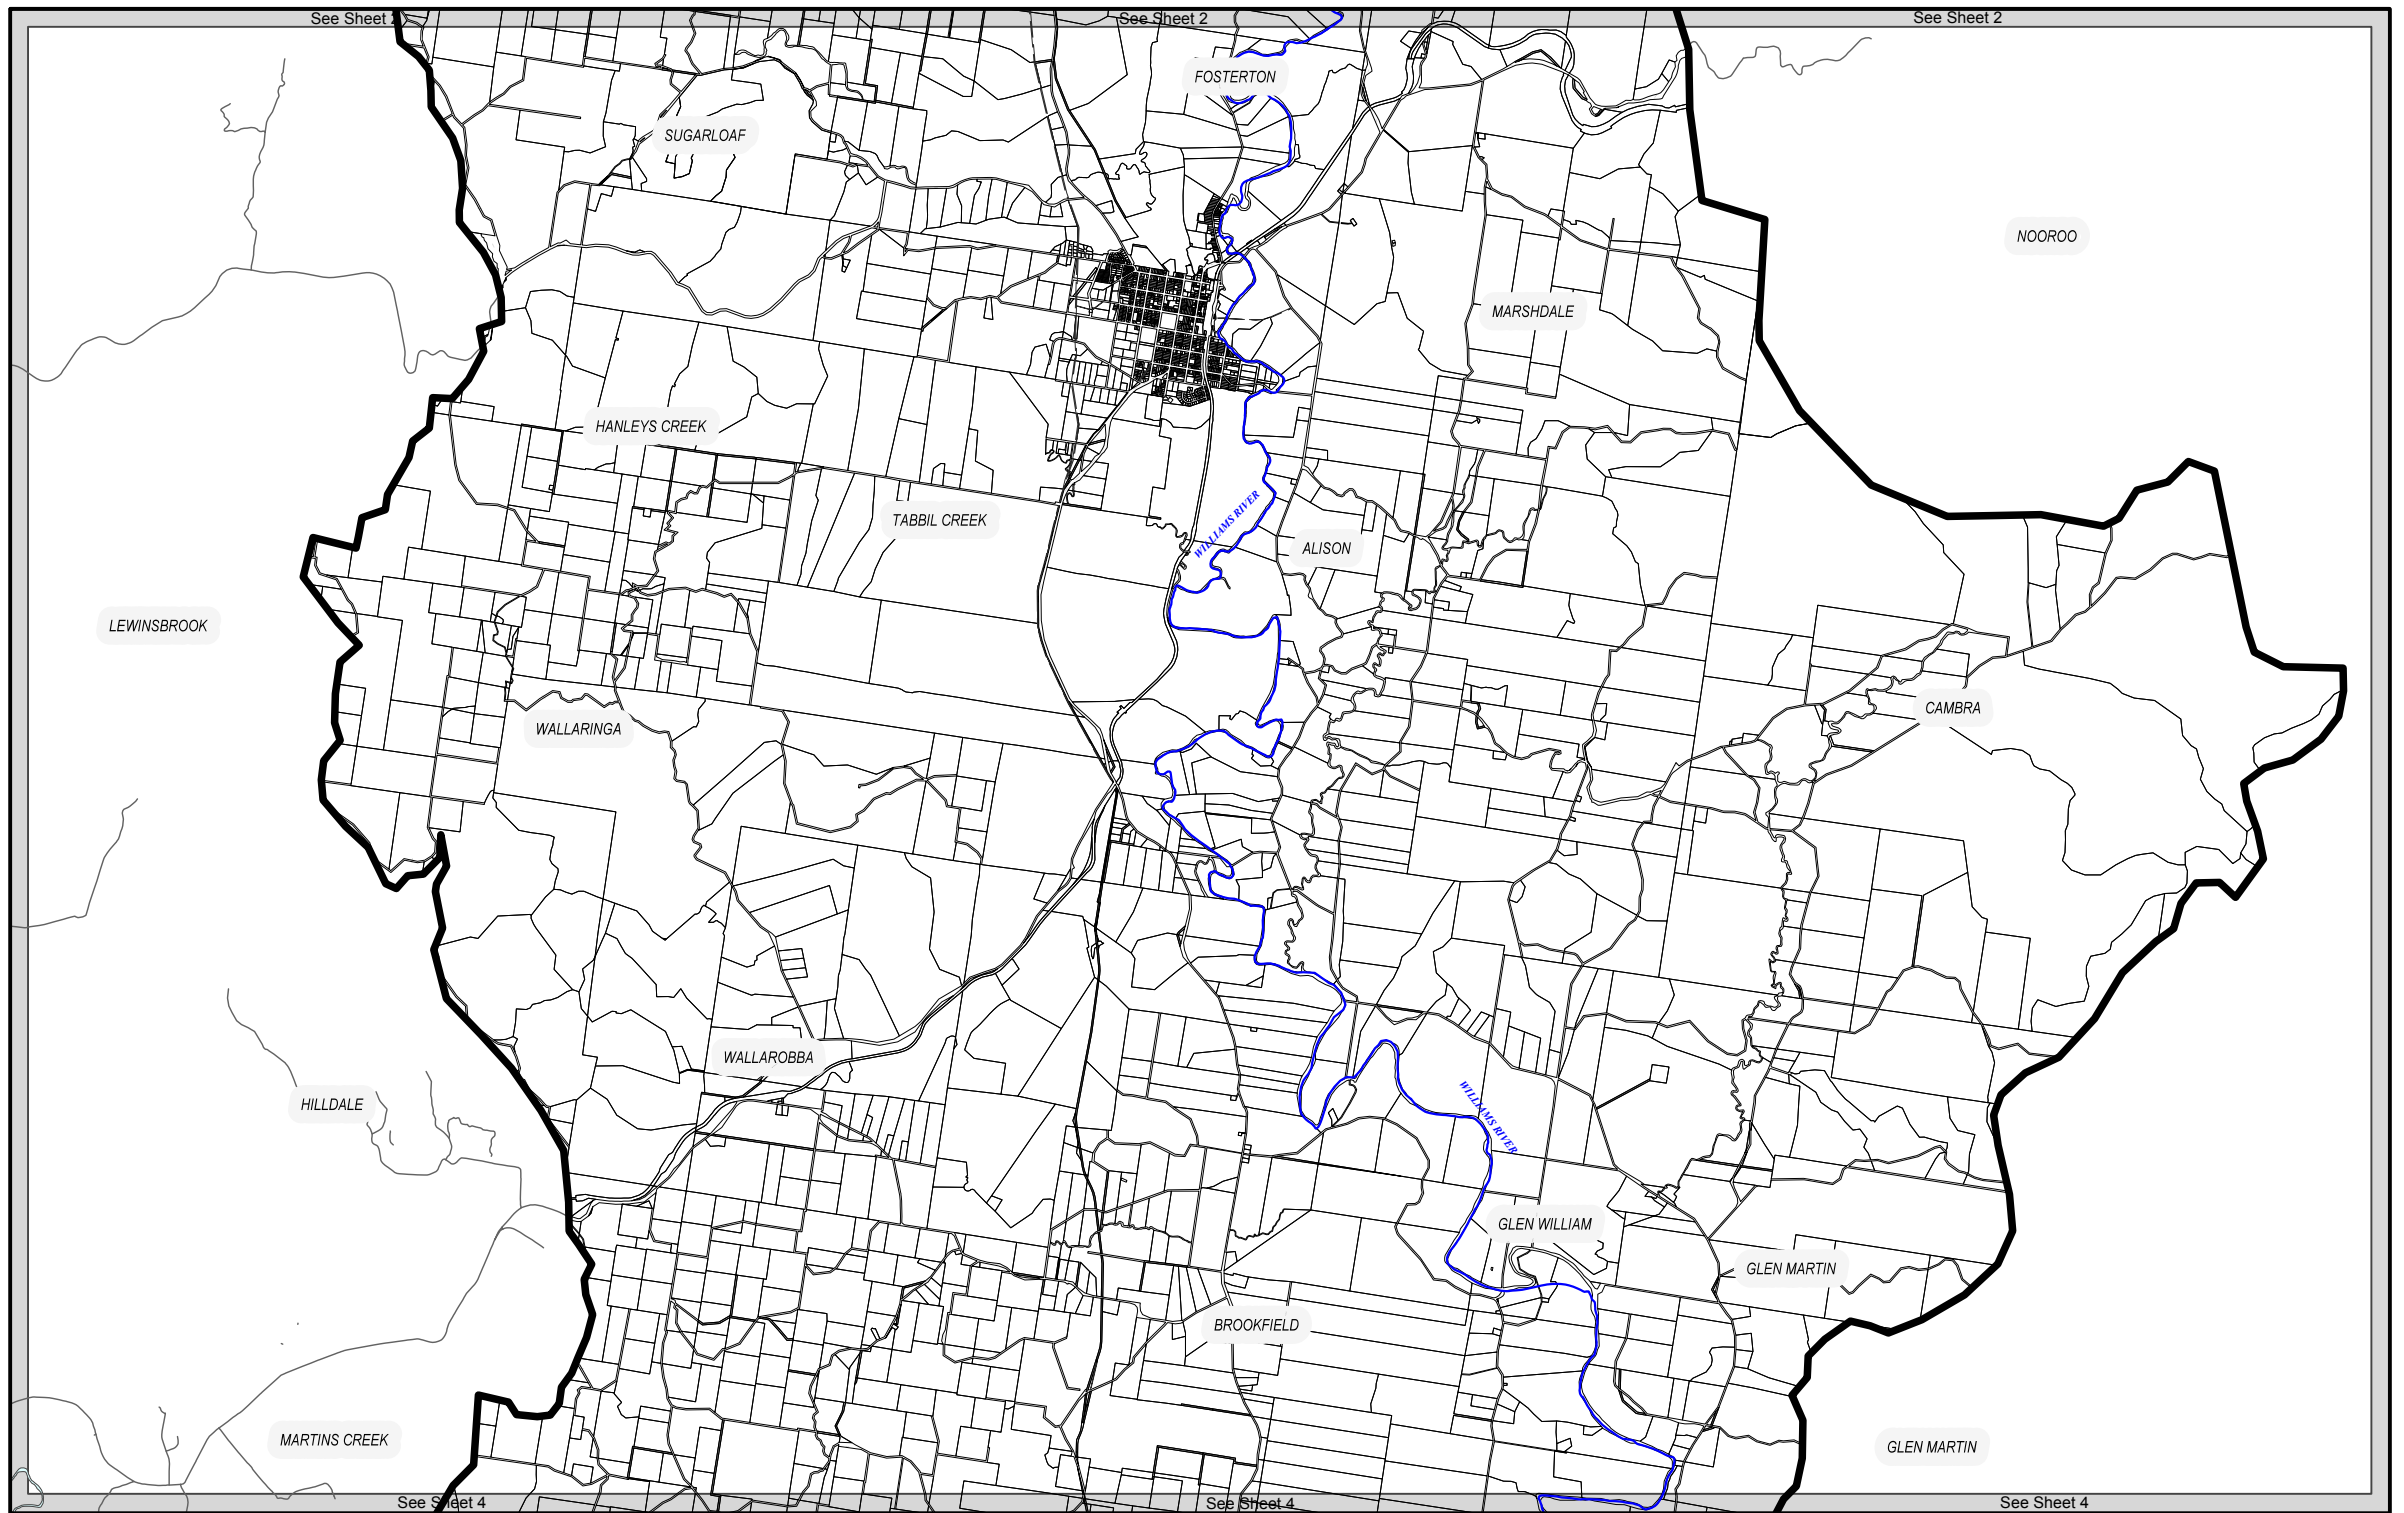 See Sheet 2
See Sheet 2
See Sheet 2
FOSTERTON
SUGARLOAF
NOOROO
MARSHDALE
HANLEYS CREEK
TABBIL CREEK
WILLIAMS RIVER
ALISON
LEWINSBROOK
CAMBRA
WALLARINGA
WALLAROBBA
HILLDALE
WILLIAMS RIVER
GLEN WILLIAM
GLEN MARTIN
BROOKFIELD
MARTINS CREEK
GLEN MARTIN
See Sheet 4
See Sheet 4
See Sheet 4